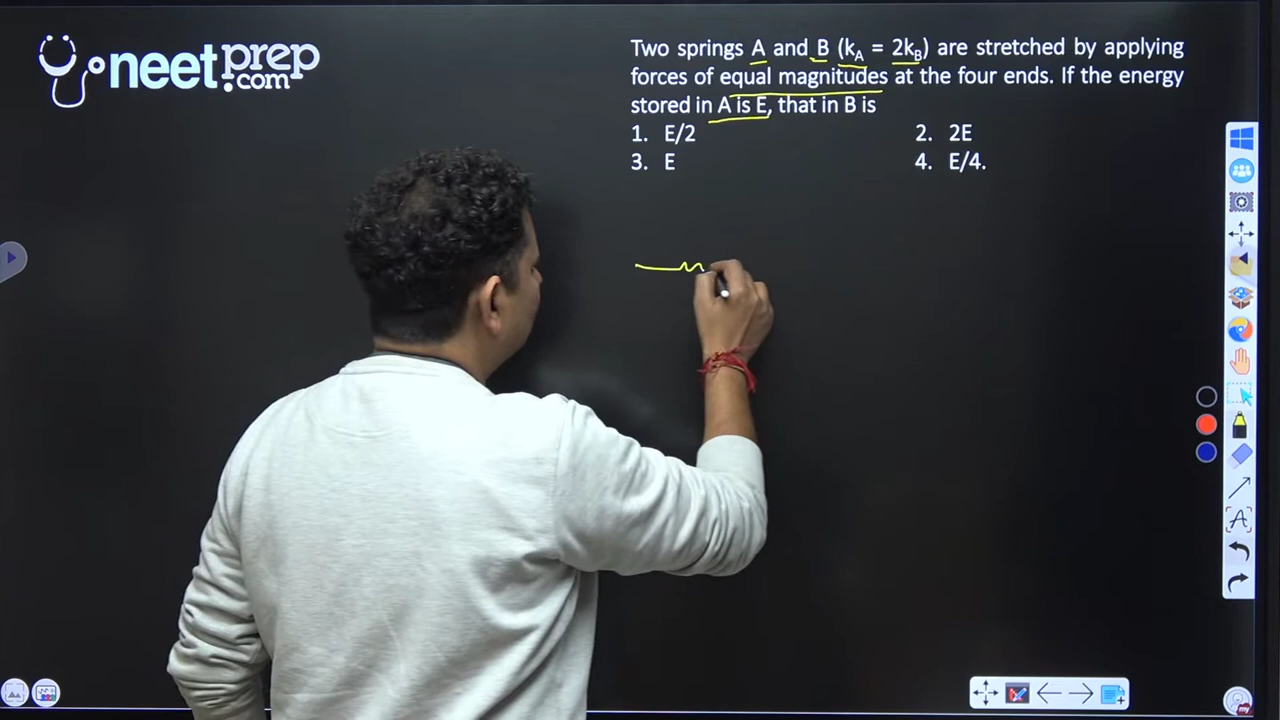 neetprep
.com
Two springs A and B (kA = 2kB) are stretched by applying
forces of equal magnitudes at the four ends. If the energy
stored in A is E, that in B is
1. E/2
2. 2E
3. E
4. E/4.